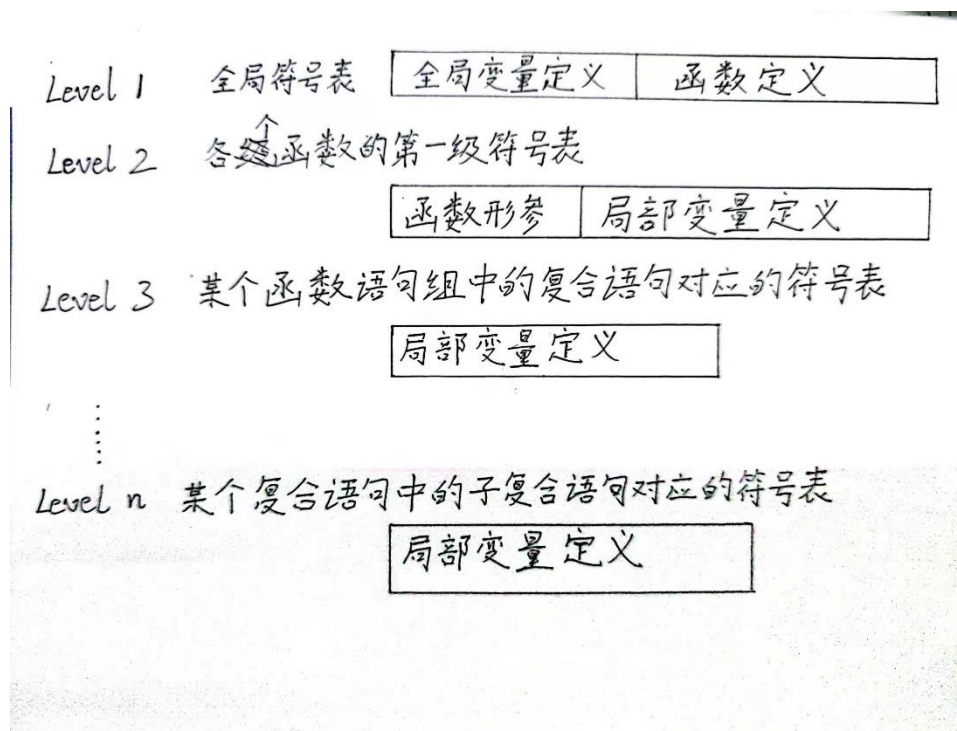 Level 1 全局符号表 全局变量定义 函数定义
Level 2 各个函数的第一级符号表
函数形参 局部变量定义
Level 3 某个函数语句组中的复合语句对应的符号表
局部变量定义
⋮
Level n 某个复合语句中的子复合语句对应的符号表
局部变量定义